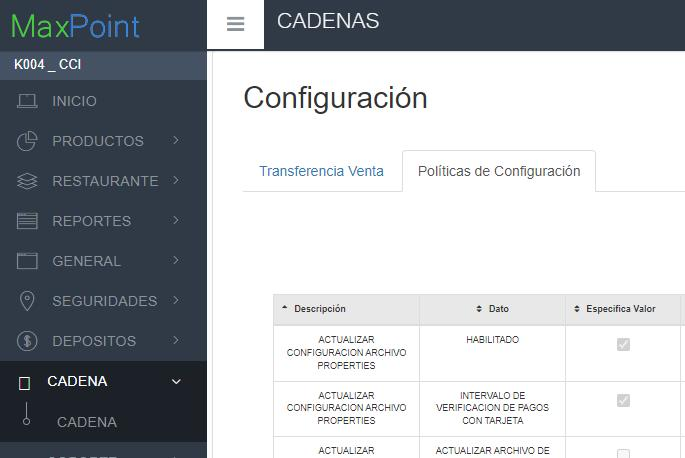 MaxPoint
CADENAS
K004 _ CCI
INICIO
PRODUCTOS
RESTAURANTE
REPORTES
GENERAL
SEGURIDADES
DEPOSITOS
CADENA
CADENA
Configuración
Transferencia Venta
Políticas de Configuración
Descripción
Dato
Especifica Valor
ACTUALIZAR
CONFIGURACION ARCHIVO
PROPERTIES
HABILITADO
ACTUALIZAR
CONFIGURACION ARCHIVO
PROPERTIES
INTERVALO DE
VERIFICACION DE PAGOS
CON TARJETA
ACTUALIZAR
ACTUALIZAR ARCHIVO DE